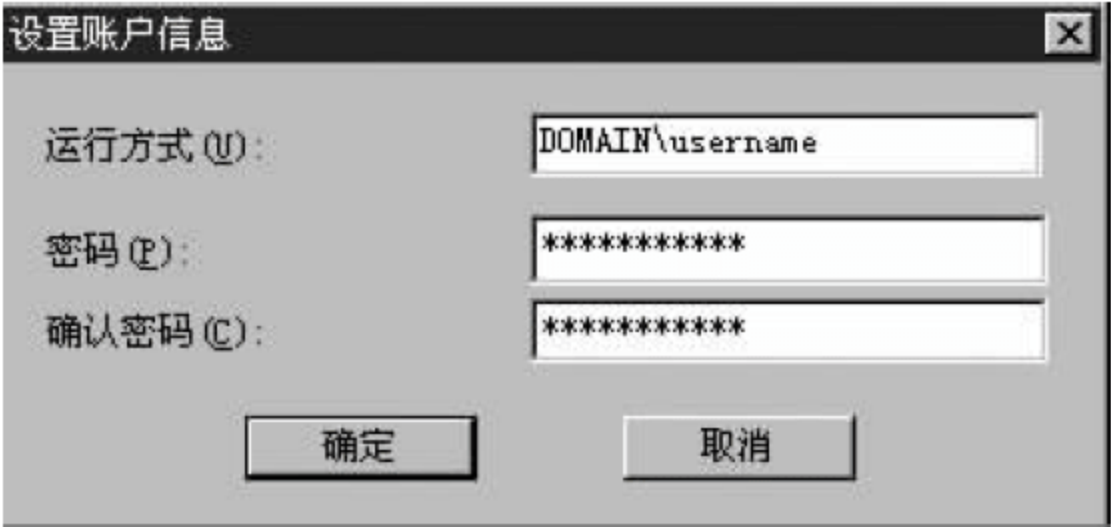 设置账户信息
运行方式(U): DOMAIN\username
密码(P): ***********
确认密码(C): ***********
确定 取消